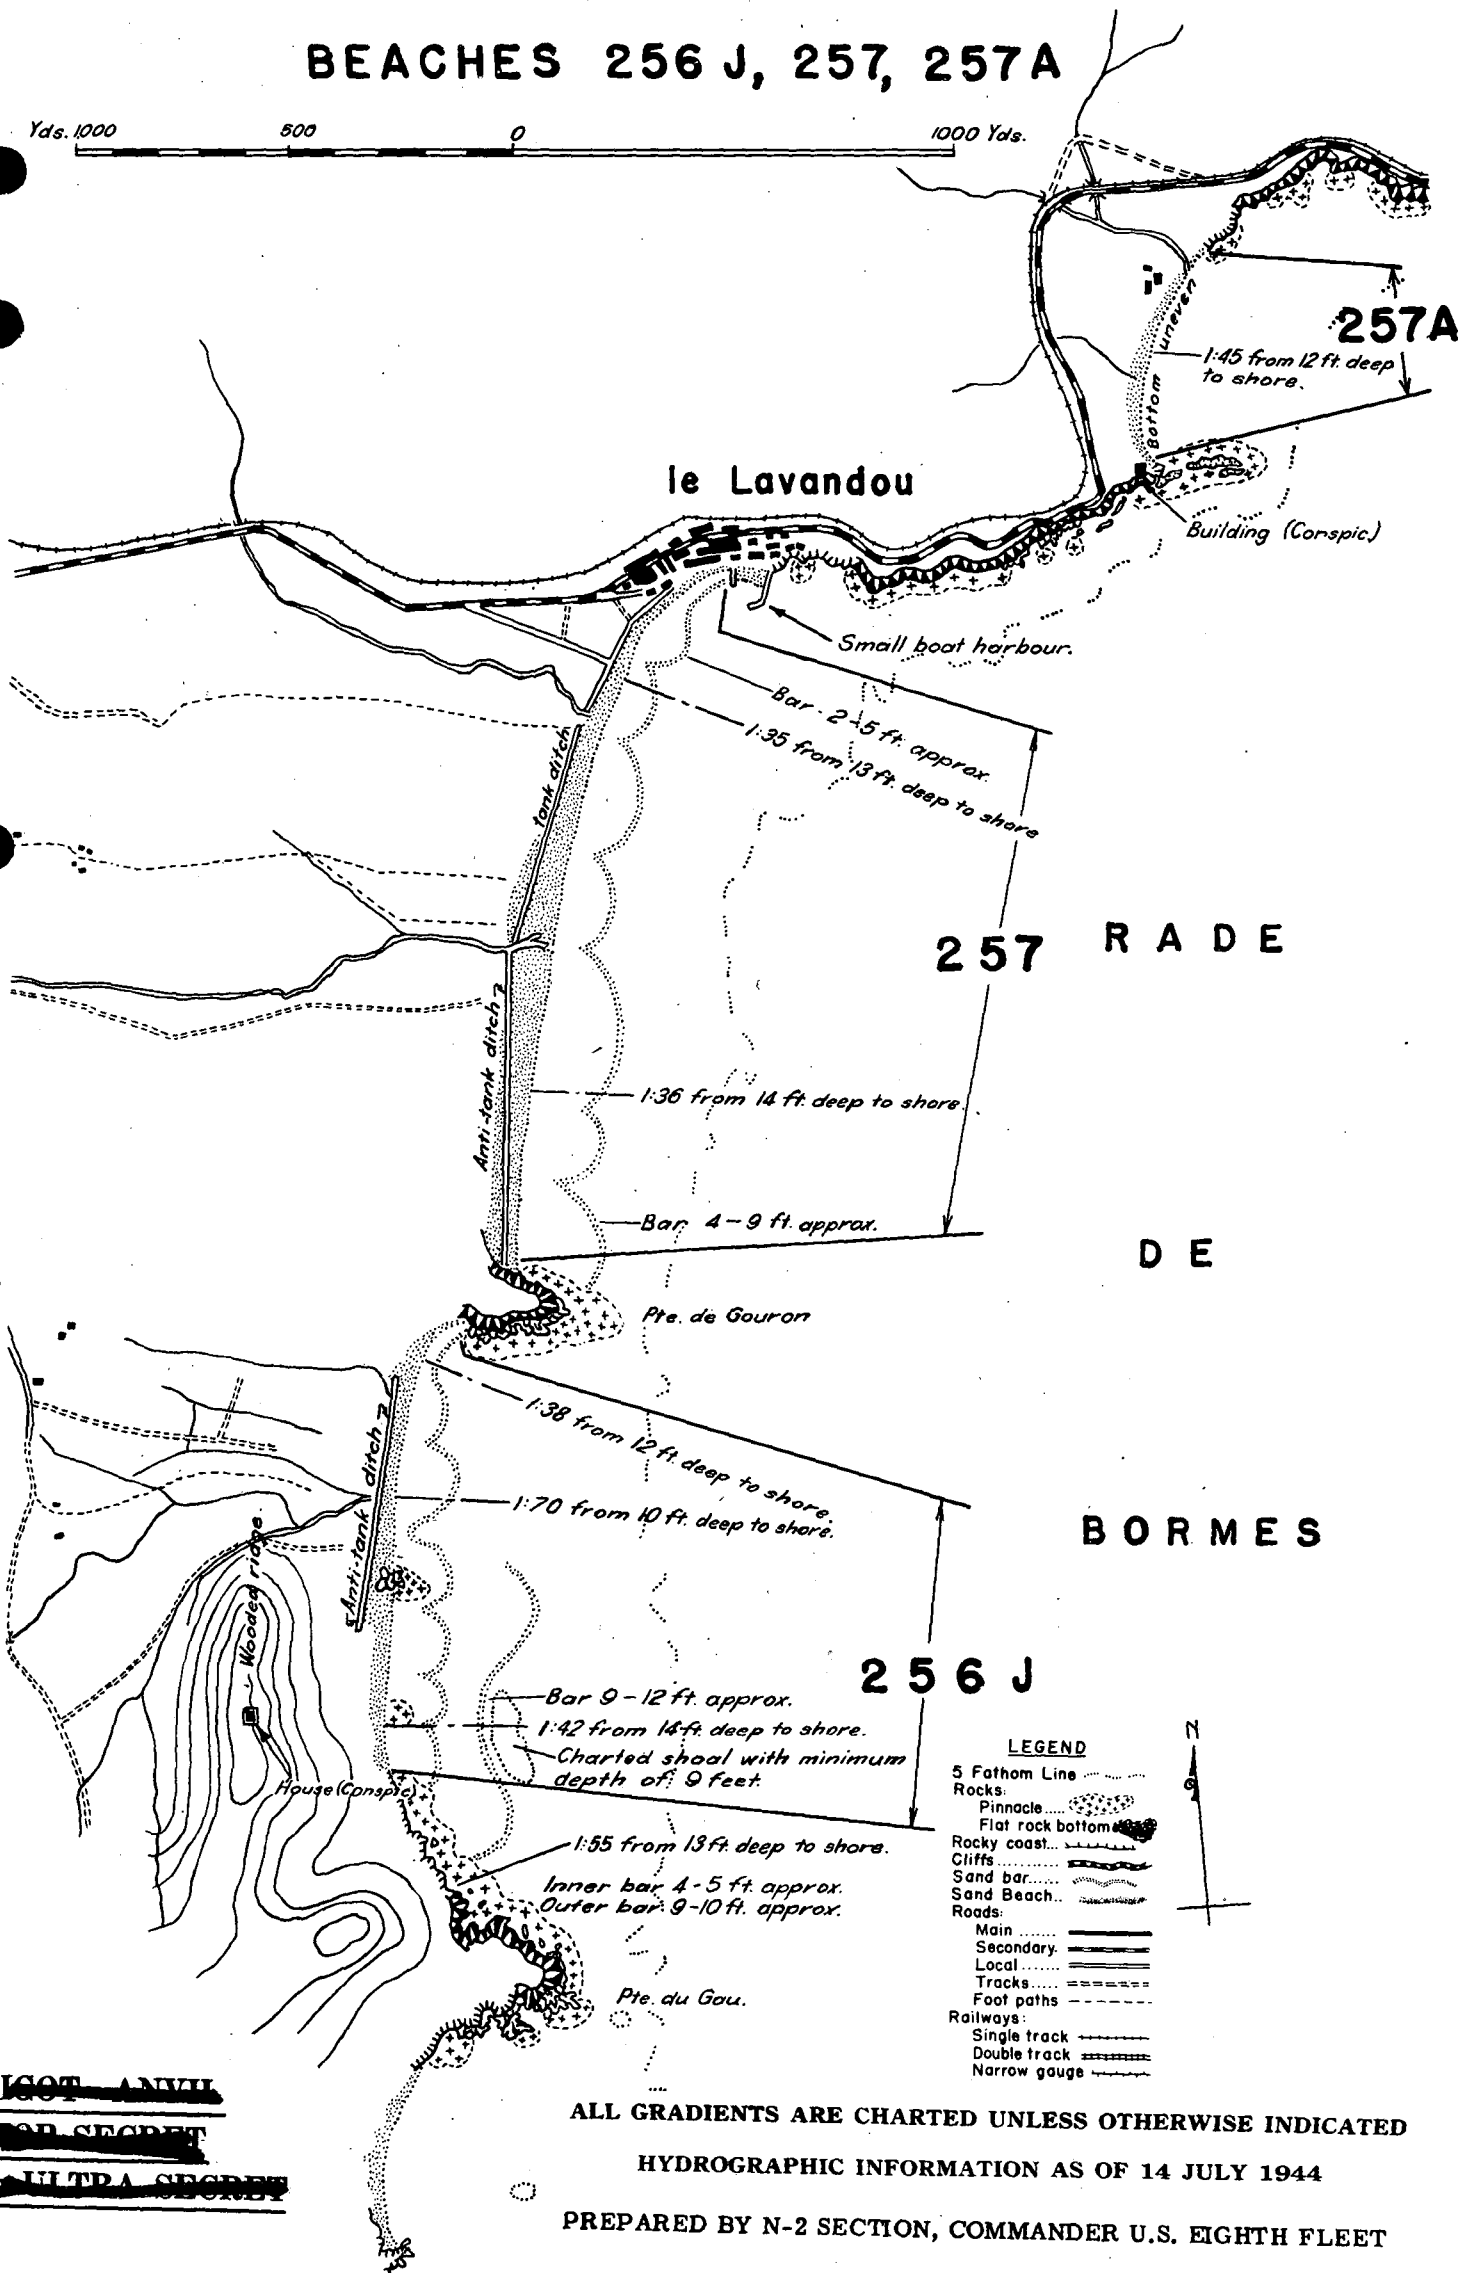 BEACHES 256 J, 257, 257A
Yds. 1000 500 0 1000 Yds.
257A
Bottom uneven
1:45 from 12 ft. deep
to shore.
le Lavandou
Building (Conspic)
Small boat harbour.
Bar - 2-5 ft. approx.
1:35 from 13 ft. deep to shore
tank ditch
257
RADE
Anti-tank ditch
1:36 from 14 ft. deep to shore.
Bar 4-9 ft. approx.
DE
Pte. de Gouron
1:38 from 12 ft. deep to shore.
Anti-tank ditch
1:70 from 10 ft. deep to shore.
BORMES
Wooded ridge
256 J
Bar 9-12 ft. approx.
1:42 from 14 ft. deep to shore.
Charted shoal with minimum
depth of 9 feet.
House (Conspic)
1:55 from 13 ft. deep to shore.
Inner bar 4-5 ft. approx.
Outer bar 9-10 ft. approx.
Pte. du Gau.
N
LEGEND
5 Fathom Line
Rocks:
Pinnacle.....
Flat rock bottom
Rocky coast...
Cliffs..........
Sand bar.....
Sand Beach..
Roads:
Main .......
Secondary.
Local.......
Tracks.....
Foot paths
Railways:
Single track
Double track
Narrow gauge
IGOT ANVIL
OP SECRET
ULTRA SECRET
ALL GRADIENTS ARE CHARTED UNLESS OTHERWISE INDICATED
HYDROGRAPHIC INFORMATION AS OF 14 JULY 1944
PREPARED BY N-2 SECTION, COMMANDER U.S. EIGHTH FLEET